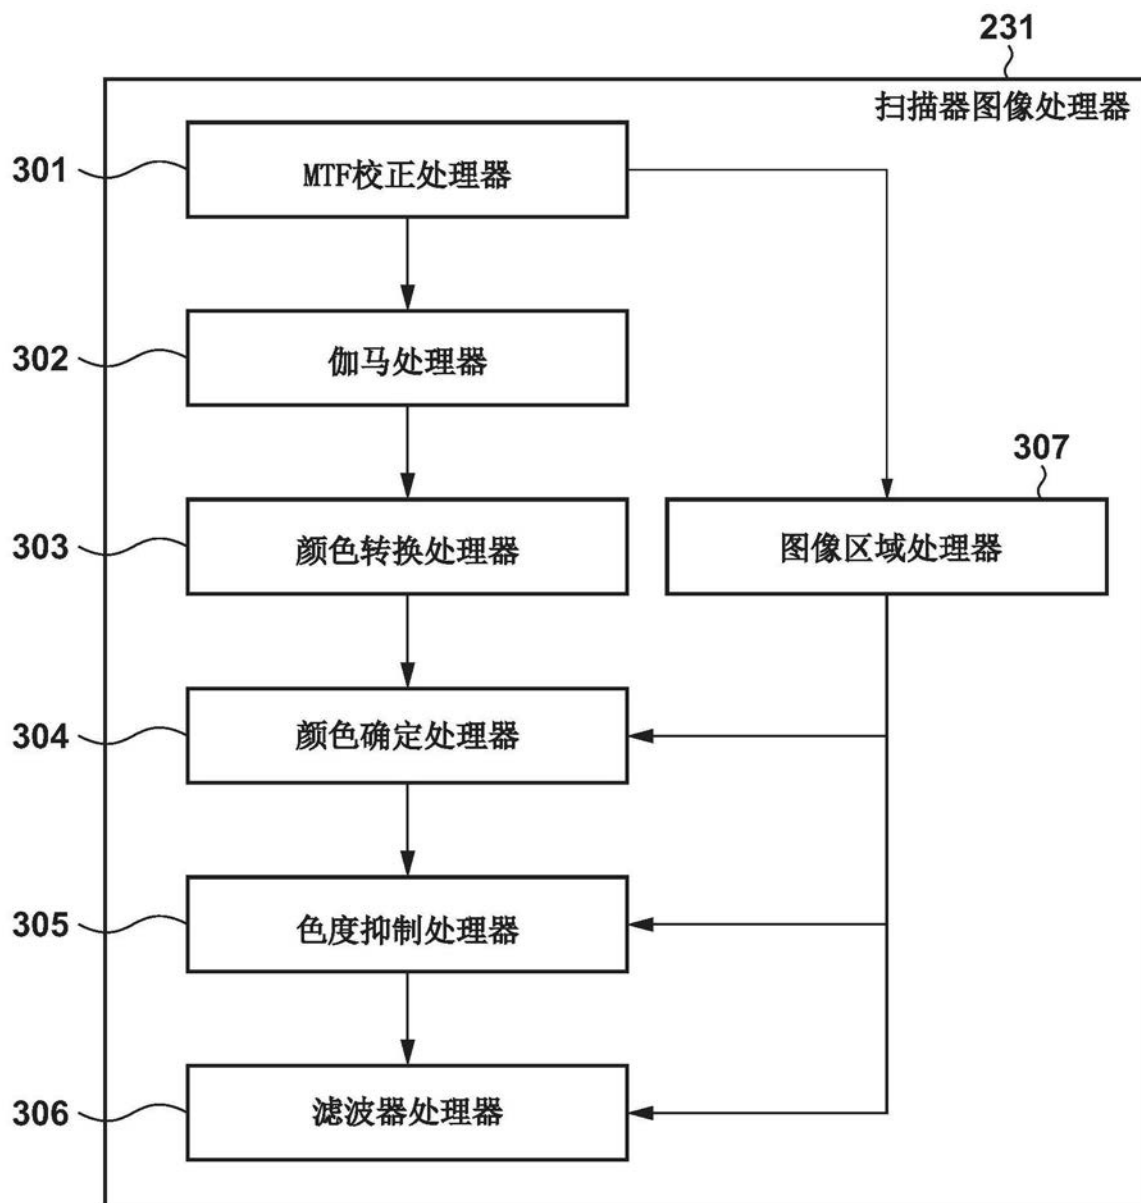 231
扫描器图像处理器
301
MTF校正处理器
302
伽马处理器
307
303
颜色转换处理器
图像区域处理器
304
颜色确定处理器
305
色度抑制处理器
306
滤波器处理器